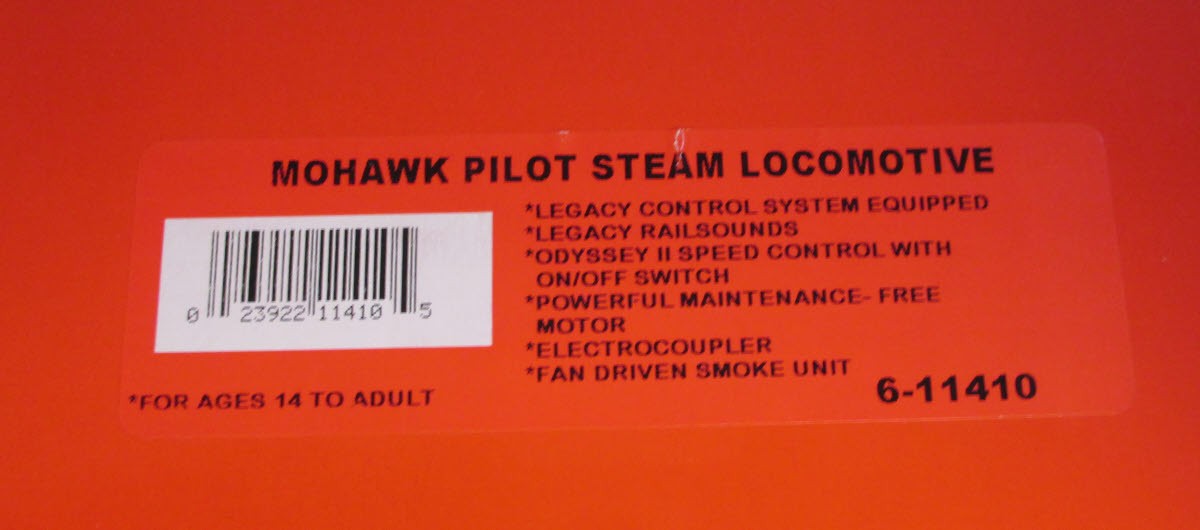 MOHAWK PILOT STEAM LOCOMOTIVE
*LEGACY CONTROL SYSTEM EQUIPPED
*LEGACY RAILSOUNDS
*ODYSSEY II SPEED CONTROL WITH
ON/OFF SWITCH
*POWERFUL MAINTENANCE- FREE
MOTOR
*ELECTROCOUPLER
*FAN DRIVEN SMOKE UNIT
0 23922 11410 5
*FOR AGES 14 TO ADULT
6-11410